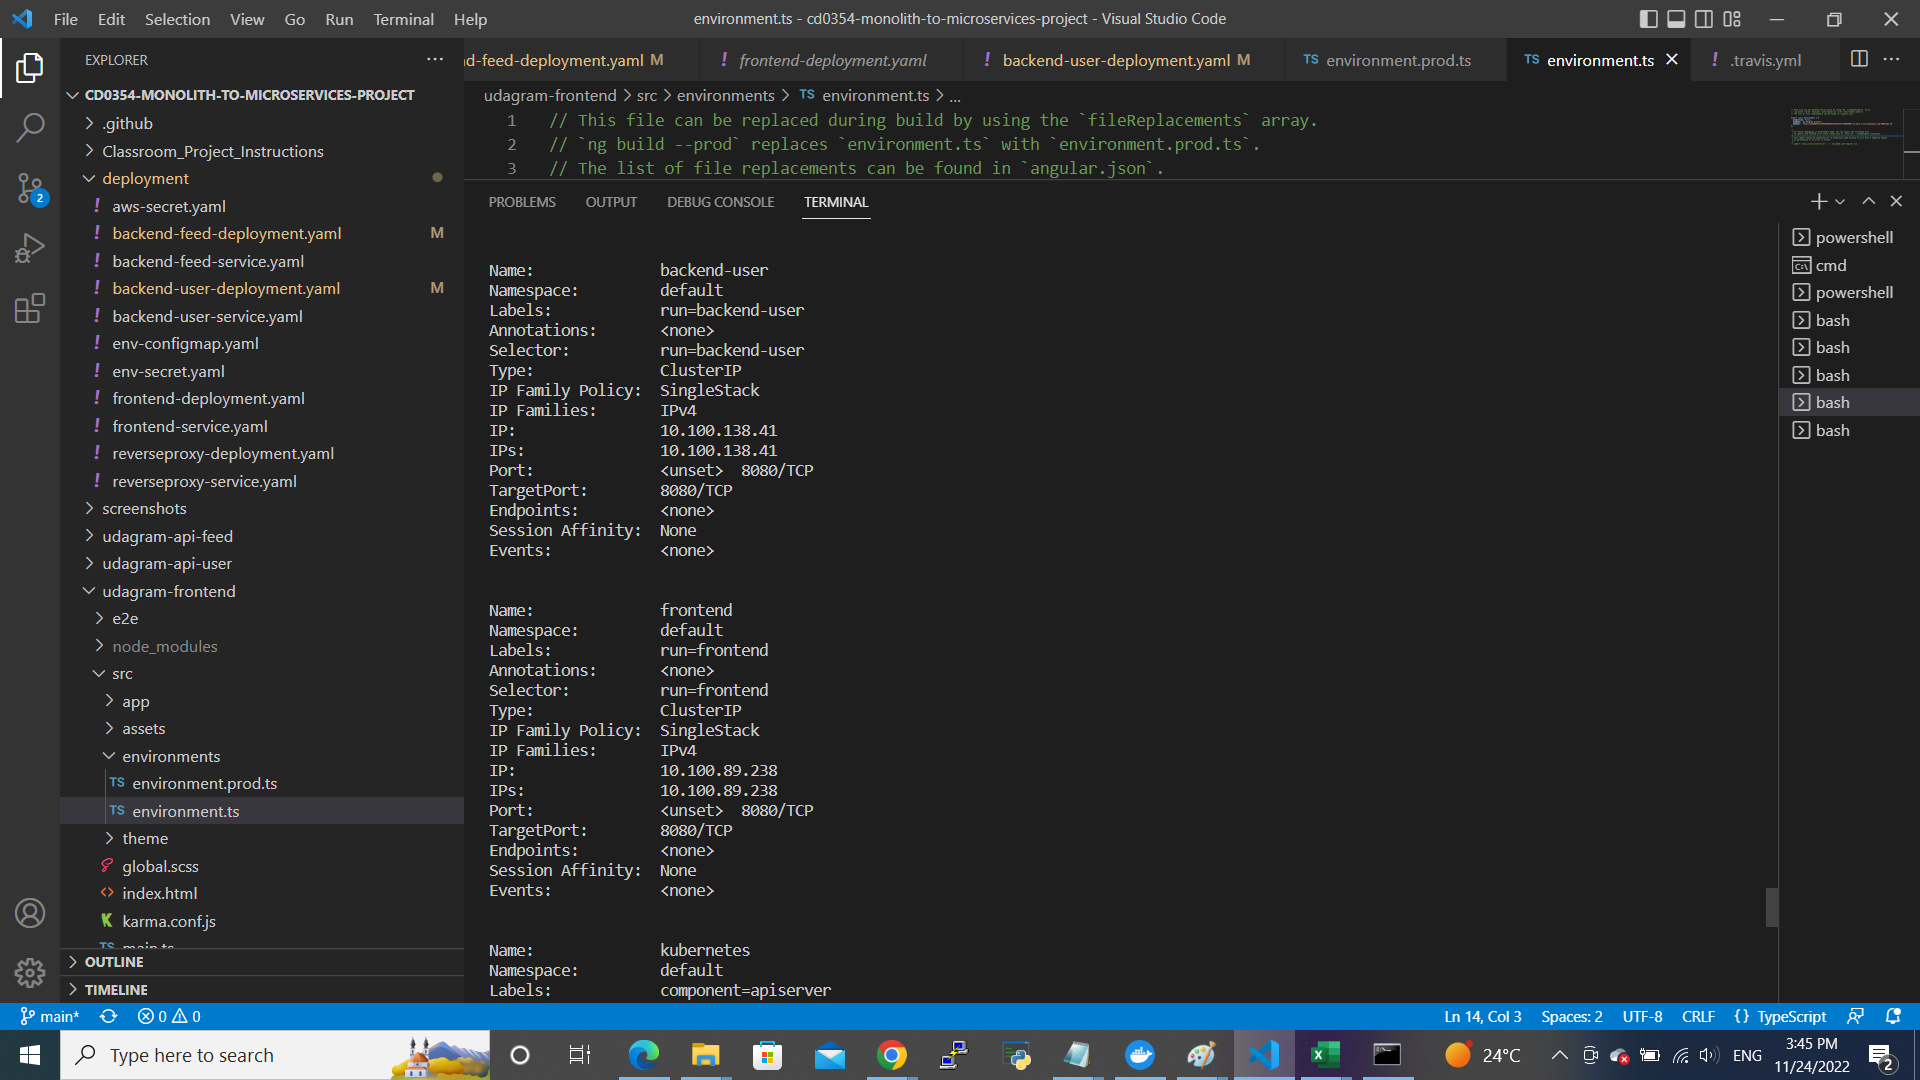 File Edit Selection View Go Run Terminal Help
environment.ts - cd0354-monolith-to-microservices-project - Visual Studio Code
EXPLORER
CD0354-MONOLITH-TO-MICROSERVICES-PROJECT
.github
Classroom_Project_Instructions
deployment
! aws-secret.yaml
! backend-feed-deployment.yaml M
! backend-feed-service.yaml
! backend-user-deployment.yaml M
! backend-user-service.yaml
! env-configmap.yaml
! env-secret.yaml
! frontend-deployment.yaml
! frontend-service.yaml
! reverseproxy-deployment.yaml
! reverseproxy-service.yaml
screenshots
udagram-api-feed
udagram-api-user
udagram-frontend
e2e
node_modules
src
app
assets
environments
TS environment.prod.ts
TS environment.ts
theme
global.scss
<> index.html
karma.conf.js
TS main.ts
OUTLINE
TIMELINE
2
d-feed-deployment.yaml M
! frontend-deployment.yaml
! backend-user-deployment.yaml M
TS environment.prod.ts
TS environment.ts
! .travis.yml
udagram-frontend > src > environments > TS environment.ts > ...
1 // This file can be replaced during build by using the `fileReplacements` array.
2 // `ng build --prod` replaces `environment.ts` with `environment.prod.ts`.
3 // The list of file replacements can be found in `angular.json`.
PROBLEMS OUTPUT DEBUG CONSOLE TERMINAL
Name: backend-user
Namespace: default
Labels: run=backend-user
Annotations: <none>
Selector: run=backend-user
Type: ClusterIP
IP Family Policy: SingleStack
IP Families: IPv4
IP: 10.100.138.41
IPs: 10.100.138.41
Port: <unset> 8080/TCP
TargetPort: 8080/TCP
Endpoints: <none>
Session Affinity: None
Events: <none>
Name: frontend
Namespace: default
Labels: run=frontend
Annotations: <none>
Selector: run=frontend
Type: ClusterIP
IP Family Policy: SingleStack
IP Families: IPv4
IP: 10.100.89.238
IPs: 10.100.89.238
Port: <unset> 8080/TCP
TargetPort: 8080/TCP
Endpoints: <none>
Session Affinity: None
Events: <none>
Name: kubernetes
Namespace: default
Labels: component=apiserver
powershell
cmd
powershell
bash
bash
bash
bash
bash
main* 0 0
Ln 14, Col 3 Spaces: 2 UTF-8 CRLF {} TypeScript
Type here to search
24°C
ENG
3:45 PM
11/24/2022
2